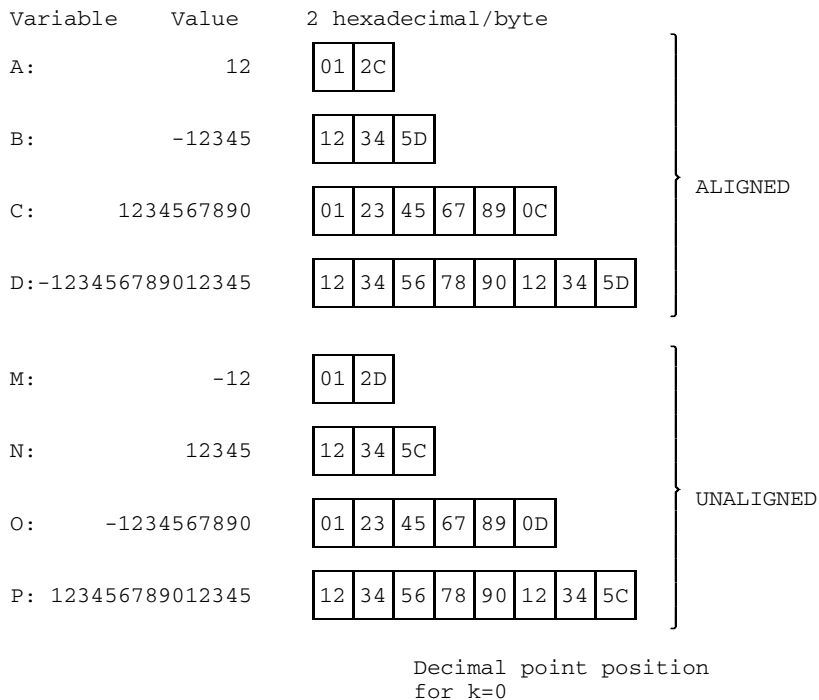 Variable Value 2 hexadecimal/byte
A: 12 01 2C
B: -12345 12 34 5D
ALIGNED
C: 1234567890 01 23 45 67 89 0C
D:-123456789012345 12 34 56 78 90 12 34 5D
M: -12 01 2D
N: 12345 12 34 5C
UNALIGNED
O: -1234567890 01 23 45 67 89 0D
P: 123456789012345 12 34 56 78 90 12 34 5C
Decimal point position
for k=0